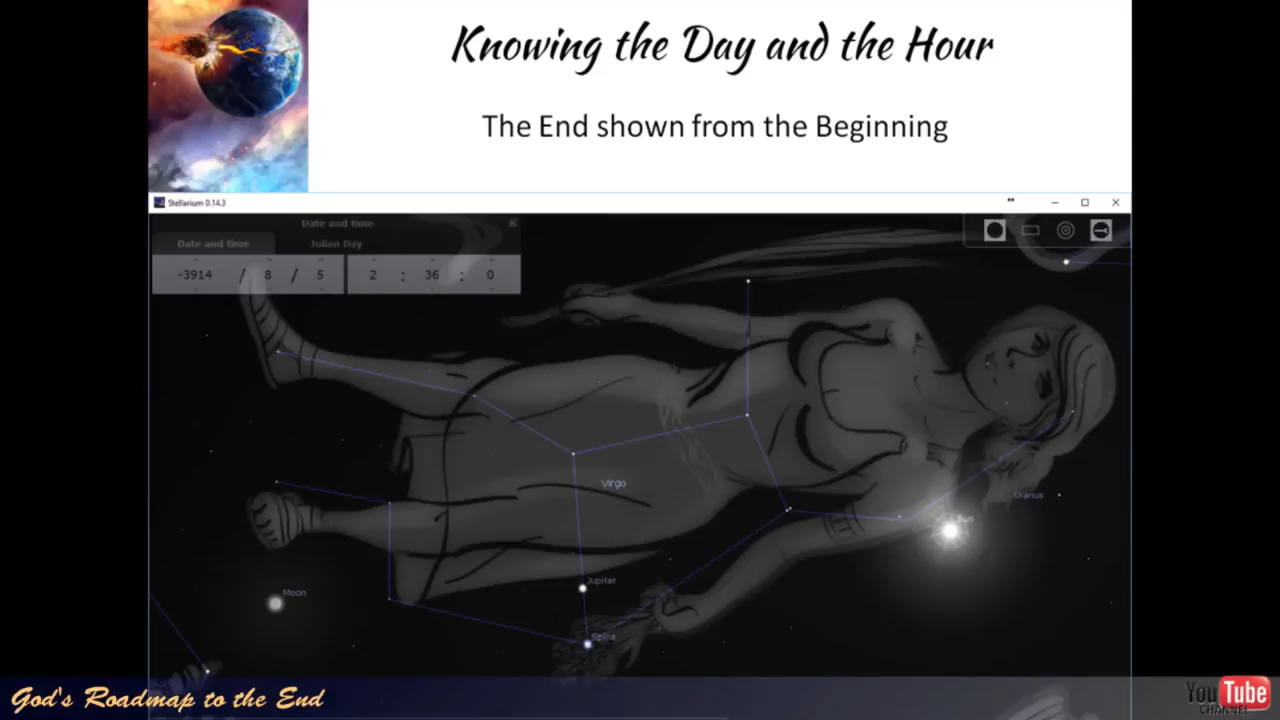 Knowing the Day and the Hour
The End shown from the Beginning
Stellarium 0.14.3
Date and time
Date and time Julian Day
-3914 / 8 / 5 2 : 36 : 0
Virgo
Uranus
Sun
Jupiter
Moon
Spica
God's Roadmap to the End
YouTube
CHANNEL